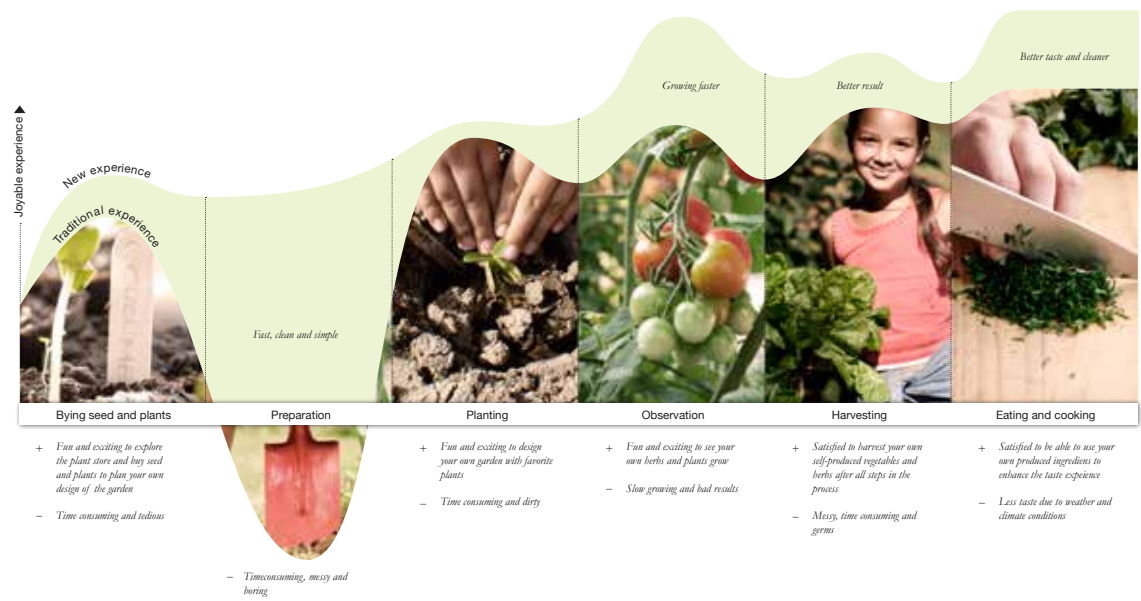 Better taste and cleaner
Growing faster
Better result
Joyable experience
New experience
Traditional experience
Fast, clean and simple
Bying seed and plants
Preparation
Planting
Observation
Harvesting
Eating and cooking
+ Fun and exciting to explore
the plant store and buy seed
and plants to plan your own
design of the garden
– Time consuming and tedious
– Timeconsuming, messy and
boring
+ Fun and exciting to design
your own garden with favorite
plants
– Time consuming and dirty
+ Fun and exciting to see your
own herbs and plants grow
– Slow growing and bad results
+ Satisfied to harvest your own
self-produced vegetables and
herbs after all steps in the
process
– Messy, time consuming and
germs
+ Satisfied to be able to use your
own produced ingrediens to
enhance the taste expeience
– Less taste due to weather and
climate conditions